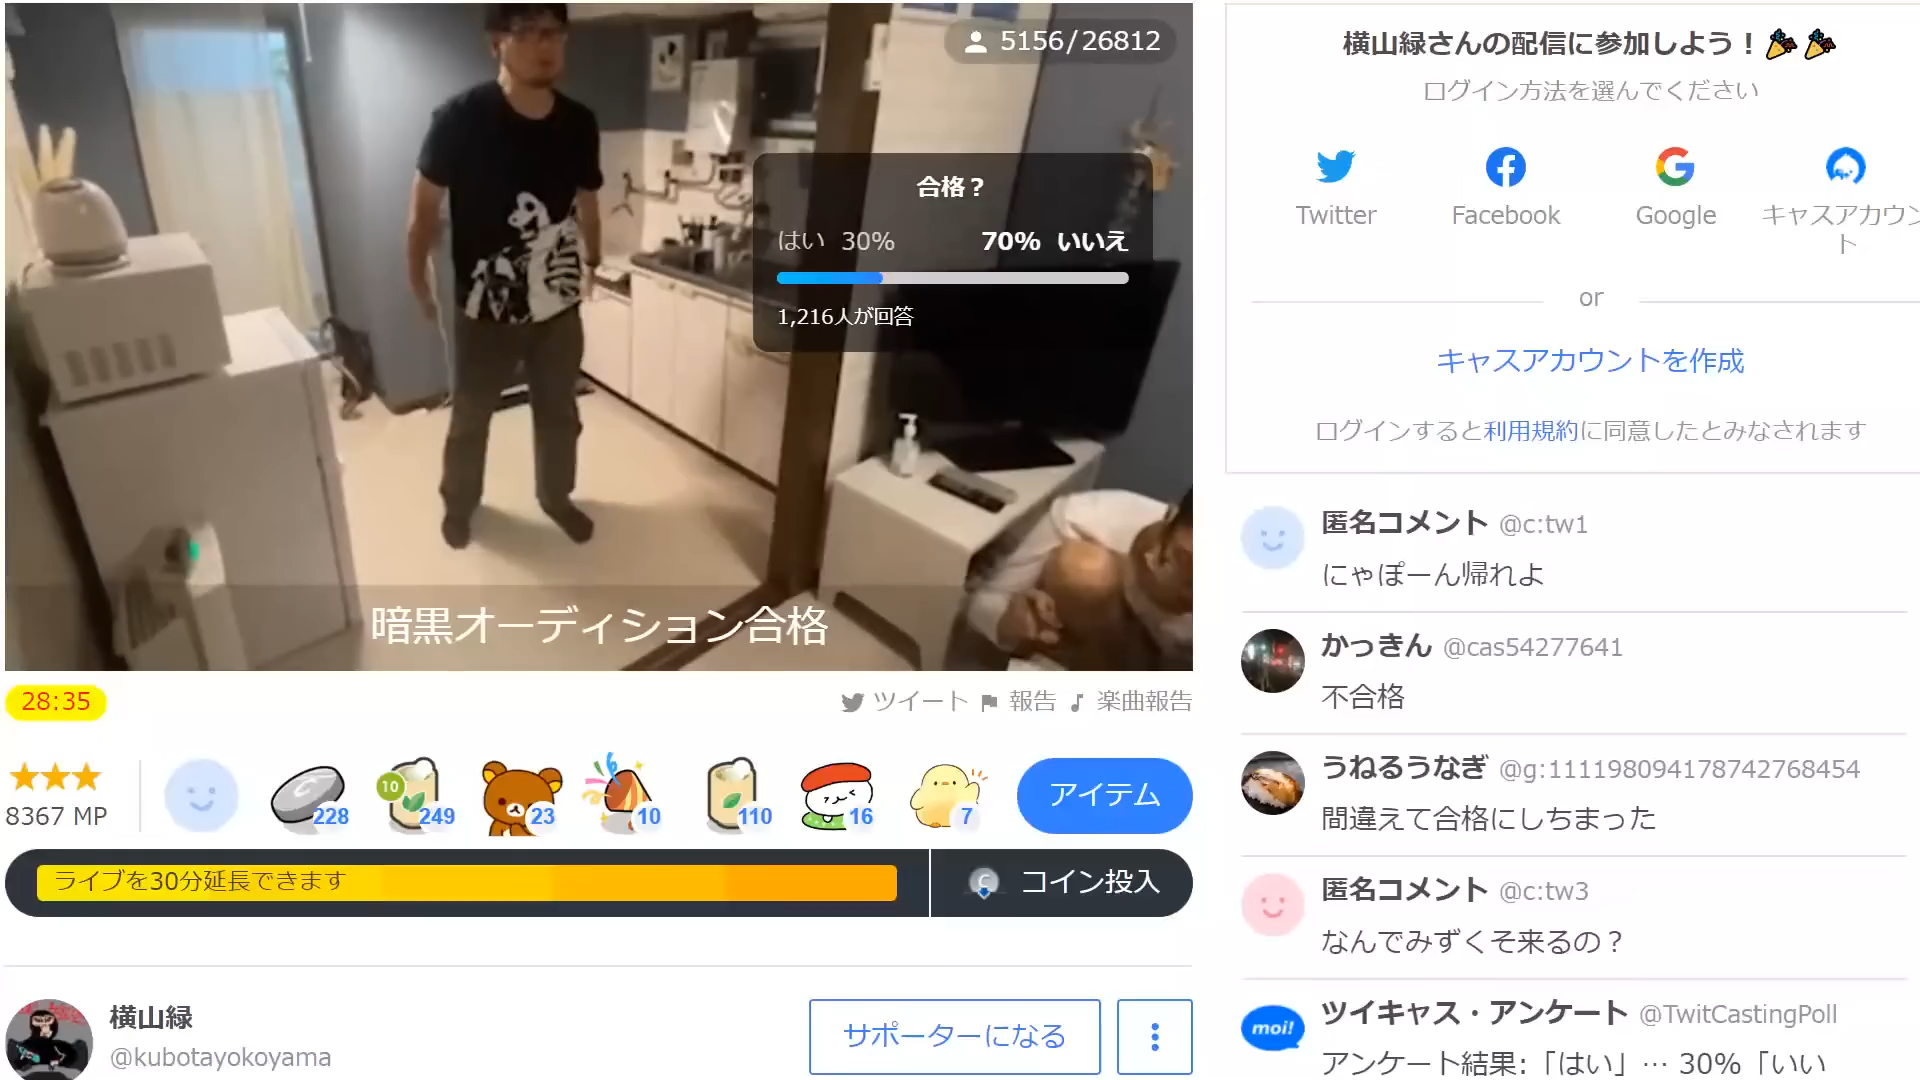 5156/26812
合格？
はい 30% 70% いいえ
1,216人が回答
暗黒オーディション合格
28:35
ツイート 報告 楽曲報告
8367 MP
228
10
249
23
10
110
16
7
アイテム
ライブを30分延長できます
コイン投入
横山緑
@kubotayokoyama
サポーターになる
横山緑さんの配信に参加しよう！
ログイン方法を選んでください
Twitter
Facebook
Google
キャスアカウント
or
キャスアカウントを作成
ログインすると利用規約に同意したとみなされます
匿名コメント @c:tw1
にゃぽーん帰れよ
かっきん @cas54277641
不合格
うねるうなぎ @g:111198094178742768454
間違えて合格にしちまった
匿名コメント @c:tw3
なんでみずくそ来るの？
moi!
ツイキャス・アンケート @TwitCastingPoll
アンケート結果:「はい」… 30%「いい